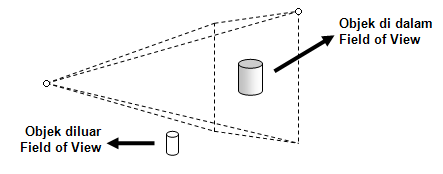 Objek di dalam
Field of View
Objek diluar
Field of View